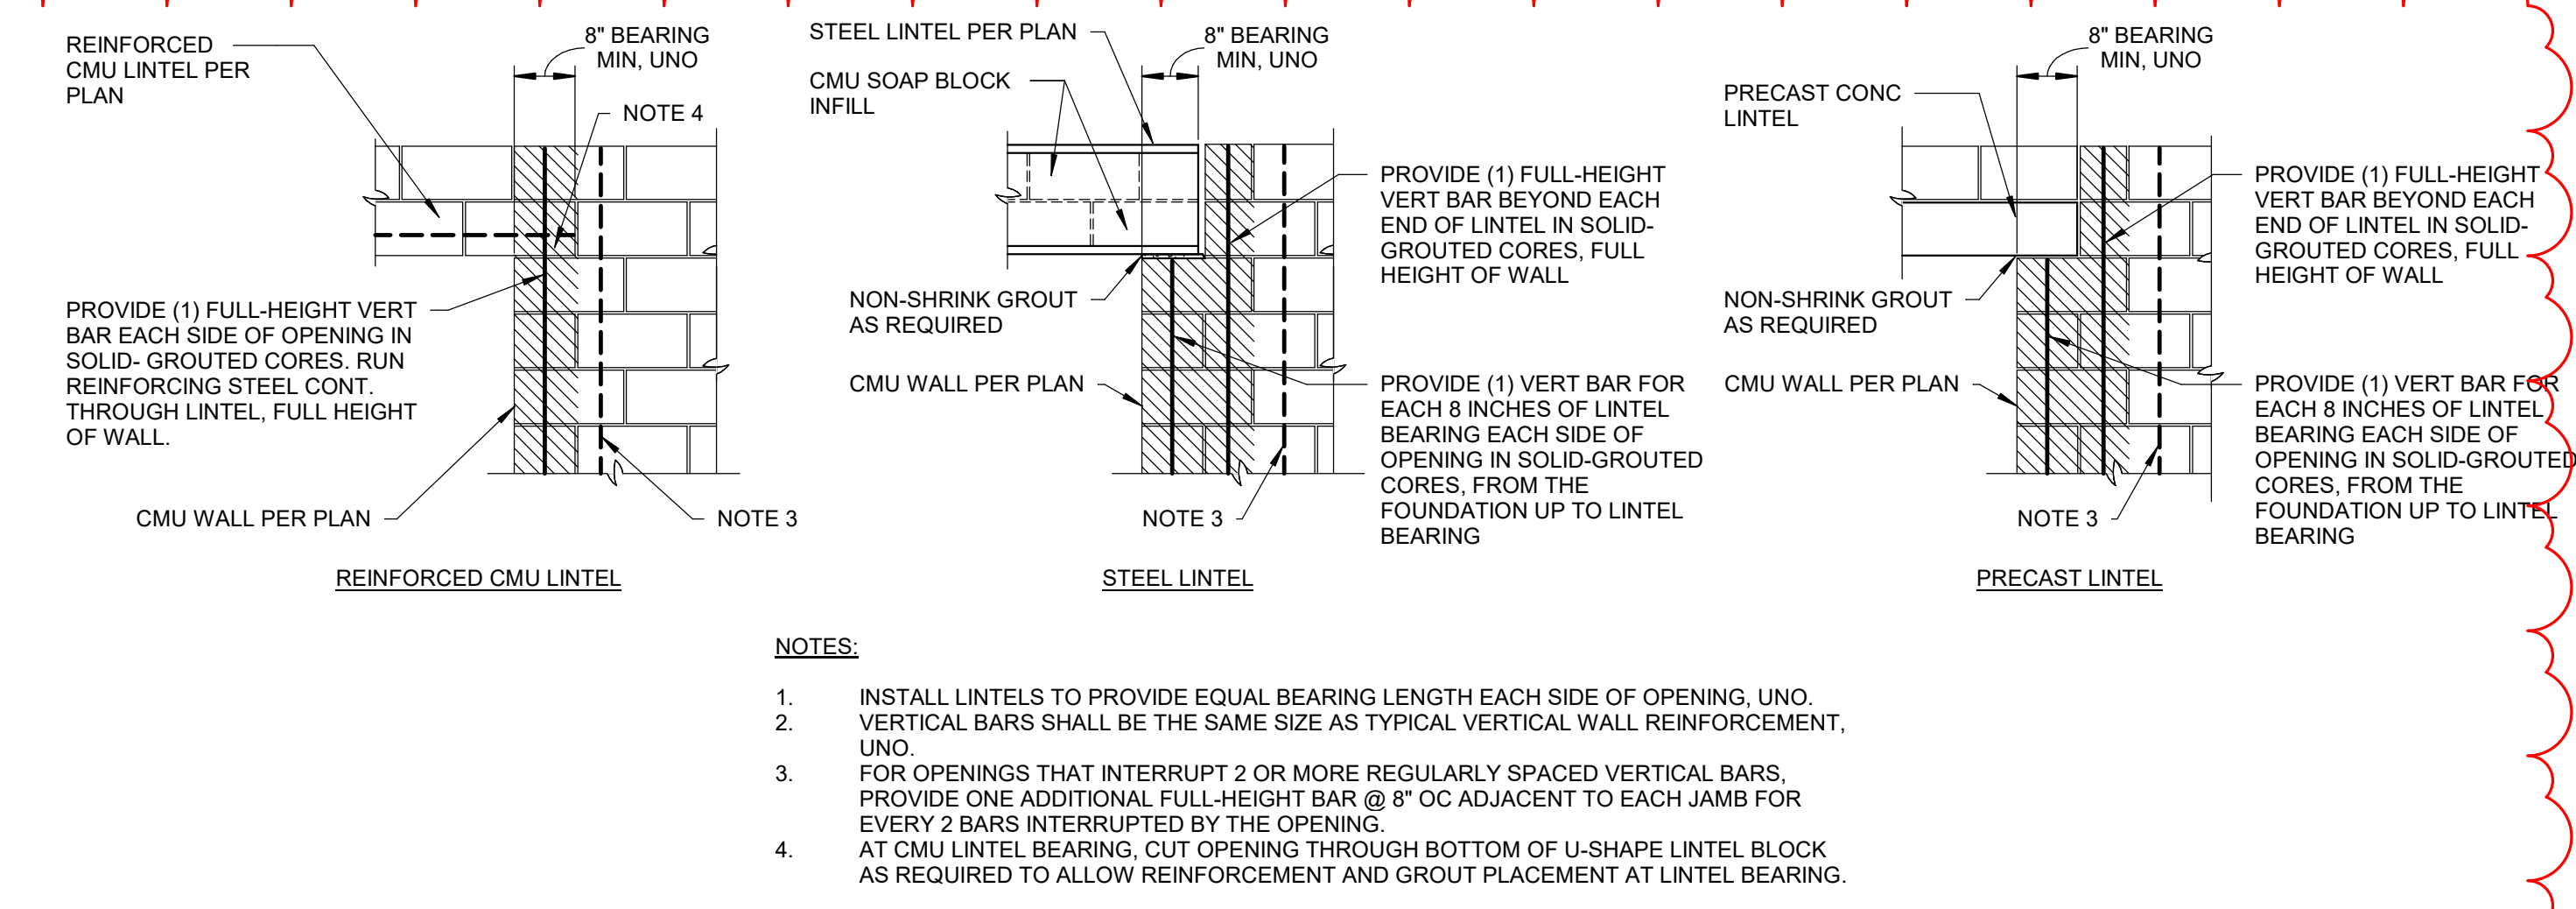 REINFORCED
CMU LINTEL PER
PLAN
8" BEARING
MIN, UNO
NOTE 4
PROVIDE (1) FULL-HEIGHT VERT
BAR EACH SIDE OF OPENING IN
SOLID- GROUTED CORES. RUN
REINFORCING STEEL CONT.
THROUGH LINTEL, FULL HEIGHT
OF WALL.
CMU WALL PER PLAN
NOTE 3
REINFORCED CMU LINTEL
STEEL LINTEL PER PLAN
CMU SOAP BLOCK
INFILL
8" BEARING
MIN, UNO
PROVIDE (1) FULL-HEIGHT
VERT BAR BEYOND EACH
END OF LINTEL IN SOLID-
GROUTED CORES, FULL
HEIGHT OF WALL
NON-SHRINK GROUT
AS REQUIRED
CMU WALL PER PLAN
PROVIDE (1) VERT BAR FOR
EACH 8 INCHES OF LINTEL
BEARING EACH SIDE OF
OPENING IN SOLID-GROUTED
CORES, FROM THE
FOUNDATION UP TO LINTEL
BEARING
NOTE 3
STEEL LINTEL
8" BEARING
MIN, UNO
PRECAST CONC
LINTEL
PROVIDE (1) FULL-HEIGHT
VERT BAR BEYOND EACH
END OF LINTEL IN SOLID-
GROUTED CORES, FULL
HEIGHT OF WALL
NON-SHRINK GROUT
AS REQUIRED
CMU WALL PER PLAN
PROVIDE (1) VERT BAR FOR
EACH 8 INCHES OF LINTEL
BEARING EACH SIDE OF
OPENING IN SOLID-GROUTED
CORES, FROM THE
FOUNDATION UP TO LINTEL
BEARING
NOTE 3
PRECAST LINTEL
NOTES:
1. INSTALL LINTELS TO PROVIDE EQUAL BEARING LENGTH EACH SIDE OF OPENING, UNO.
2. VERTICAL BARS SHALL BE THE SAME SIZE AS TYPICAL VERTICAL WALL REINFORCEMENT,
UNO.
3. FOR OPENINGS THAT INTERRUPT 2 OR MORE REGULARLY SPACED VERTICAL BARS,
PROVIDE ONE ADDITIONAL FULL-HEIGHT BAR @ 8" OC ADJACENT TO EACH JAMB FOR
EVERY 2 BARS INTERRUPTED BY THE OPENING.
4. AT CMU LINTEL BEARING, CUT OPENING THROUGH BOTTOM OF U-SHAPE LINTEL BLOCK
AS REQUIRED TO ALLOW REINFORCEMENT AND GROUT PLACEMENT AT LINTEL BEARING.